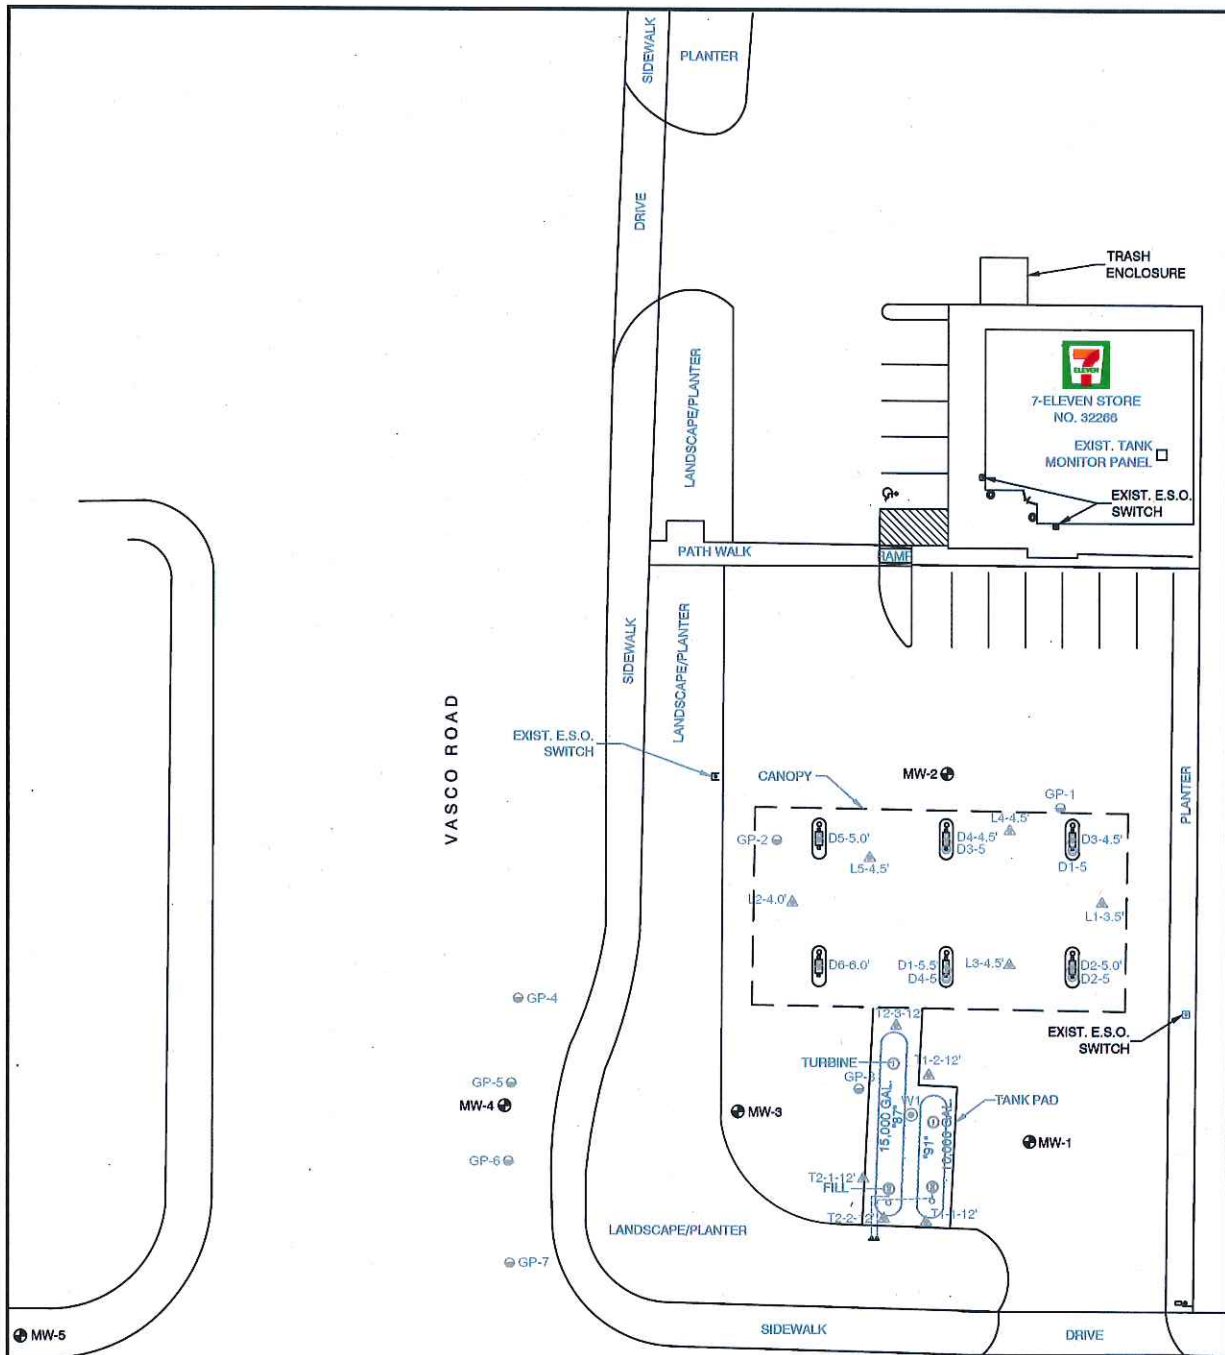 SIDEWALK
PLANTER
DRIVE
TRASH
ENCLOSURE
LANDSCAPE/PLANTER
7
ELEVEN
7-ELEVEN STORE
NO. 32266
EXIST. TANK
MONITOR PANEL
EXIST. E.S.O.
SWITCH
PATH WALK
RAMP
SIDEWALK
LANDSCAPE/PLANTER
VASCO ROAD
EXIST. E.S.O.
SWITCH
CANOPY
MW-2
GP-1
PLANTER
GP-2
D5-5.0'
D4-4.5'
D3-5
L4-4.5'
D3-4.5'
D1-5
L5-4.5'
L2-4.0'
L1-3.5'
D6-6.0'
D1-5.5'
D4-5
L3-4.5'
D2-5.0'
D2-5
GP-4
T2-3-12'
EXIST. E.S.O.
SWITCH
TURBINE
T1-2-12'
GP-5
GP-3
MW-4
MW-3
W1
TANK PAD
15,000 GAL.
"87"
"91"
10,000 GAL.
MW-1
GP-6
T2-1-12'
FILL
T2-2-12'
T1-1-12'
LANDSCAPE/PLANTER
GP-7
MW-5
SIDEWALK
DRIVE